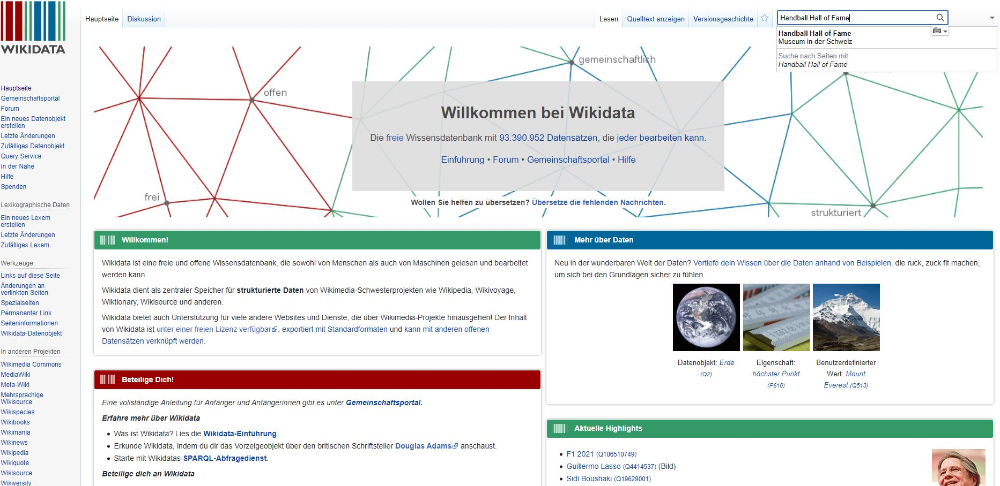 WIKIDATA
Hauptseite
Diskussion
Lesen
Quelltext anzeigen
Versionsgeschichte
Handball Hall of Fame
Handball Hall of Fame
Museum in der Schweiz
Suche nach Seiten mit
Handball Hall of Fame
Hauptseite
Gemeinschaftsportal
Forum
Ein neues Datenobjekt
erstellen
Letzte Änderungen
Zufälliges Datenobjekt
Query Service
In der Nähe
Hilfe
Spenden
Lexikographische Daten
Ein neues Lexem
erstellen
Letzte Änderungen
Zufälliges Lexem
Werkzeuge
Links auf diese Seite
Änderungen an
verlinkten Seiten
Spezialseiten
Permanenter Link
Seiteninformationen
Wikidata-Datenobjekt
In anderen Projekten
Wikimedia Commons
MediaWiki
Meta-Wiki
Mehrsprachige
Wikisource
Wikispecies
Wikibooks
Wikimania
Wikinews
Wikipedia
Wikiquote
Wikisource
Wikiversity
gemeinschaftlich
offen
frei
strukturiert
Willkommen bei Wikidata
Die freie Wissensdatenbank mit 93.390.952 Datensätzen, die jeder bearbeiten kann.
Einführung • Forum • Gemeinschaftsportal • Hilfe
Wollen Sie helfen zu übersetzen? Übersetze die fehlenden Nachrichten.
Willkommen!
Wikidata ist eine freie und offene Wissensdatenbank, die sowohl von Menschen als auch von Maschinen gelesen und bearbeitet
werden kann.
Wikidata dient als zentraler Speicher für strukturierte Daten von Wikimedia-Schwesterprojekten wie Wikipedia, Wikivoyage,
Wiktionary, Wikisource und anderen.
Wikidata bietet auch Unterstützung für viele andere Websites und Dienste, die über Wikimedia-Projekte hinausgehen! Der Inhalt
von Wikidata ist unter einer freien Lizenz verfügbar, exportiert mit Standardformaten und kann mit anderen offenen
Datensätzen verknüpft werden.
Beteilige Dich!
Eine vollständige Anleitung für Anfänger und Anfängerinnen gibt es unter Gemeinschaftsportal.
Erfahre mehr über Wikidata
• Was ist Wikidata? Lies die Wikidata-Einführung.
• Erkunde Wikidata, indem du dir das Vorzeigeobjekt über den britischen Schriftsteller Douglas Adams anschaust.
• Starte mit Wikidatas SPARQL-Abfragedienst.
Beteilige dich an Wikidata
Mehr über Daten
Neu in der wunderbaren Welt der Daten? Vertiefe dein Wissen über die Daten anhand von Beispielen, die ruck, zuck fit machen,
um sich bei den Grundlagen sicher zu fühlen.
Datenobjekt: Erde
(Q2)
Eigenschaft:
höchster Punkt
(P610)
Benutzerdefinierter
Wert: Mount
Everest (Q513)
Aktuelle Highlights
• F1 2021 (Q106510749)
• Guillermo Lasso (Q4414537) (Bild)
• Sidi Boushaki (Q19629001)